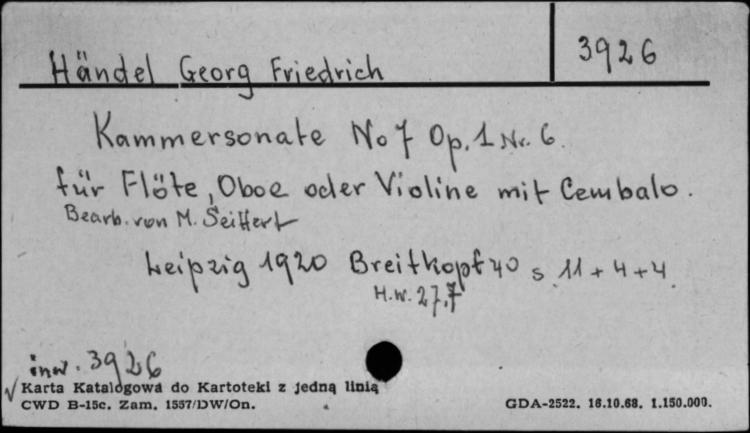 Händel Georg Friedrich
3926
Kammersonate No 7 Op. 1 Nr. 6
für Flöte, Oboe oder Violine mit Cembalo.
Bearb. von M. Seiffert
Leipzig 1920 Breitkopf 40 s. 11 + 4 + 4.
H.W. 27,7
inw. 3926
√ Karta Katalogowa do Kartoteki z jedną linią
CWD B-15c. Zam. 1557/DW/On.
GDA-2522. 16.10.68. 1.150.000.